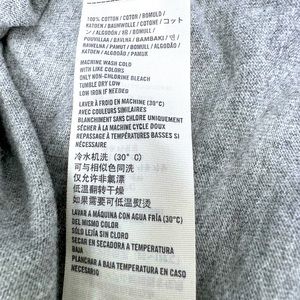 100% COTTON / COTON / BOMULD /
KATOEN / BAUMWOLLE / COTONE / コットン
/ ALGODÓN / 棉 / BOMULL /
POUVILLAA / BAVLNA / ΒΑΜΒΑΚΙ / 면 /
BAWEŁNA / PAMUT / BOMULL / ALGODÃO /
KATOEN / PAMUK / BOMULL / ALGODÃO
MACHINE WASH COLD
WITH LIKE COLORS
ONLY NON-CHLORINE BLEACH
TUMBLE DRY LOW
LOW IRON IF NEEDED
LAVER À FROID EN MACHINE (30°C)
AVEC COULEURS SIMILAIRES
BLANCHIMENT SANS CHLORE UNIQUEMENT
SÉCHER À LA MACHINE CYCLE DOUX
REPASSAGE À TEMPÉRATURES BASSES SI
NÉCESSAIRE
冷水机洗（30°C）
可与相似色同洗
仅允许非氯漂
低温翻转干燥
如果需要可低温熨烫
LAVAR A MÁQUINA CON AGUA FRÍA (30°C)
DEL MISMO COLOR
SÓLO LEJÍA SIN CLORO
SECAR EN SECADORA A TEMPERATURA
BAJA
PLANCHAR A BAJA TEMPERATURA EN CASO
NECESARIO